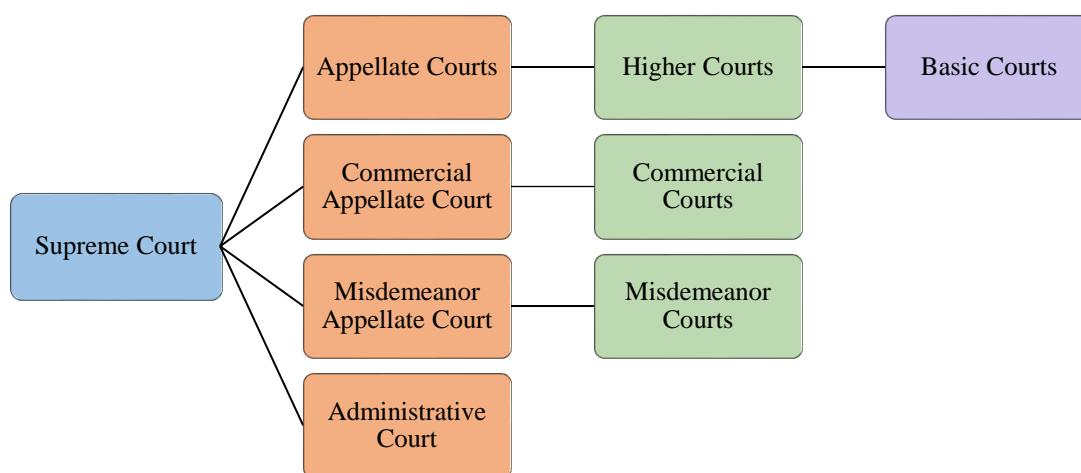 Appellate Courts
Higher Courts
Basic Courts
Commercial
Appellate Court
Commercial
Courts
Supreme Court
Misdemeanor
Appellate Court
Misdemeanor
Courts
Administrative
Court